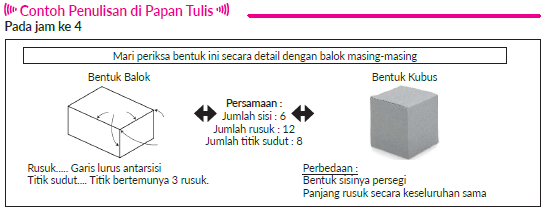 Contoh Penulisan di Papan Tulis
Pada jam ke 4
Mari periksa bentuk ini secara detail dengan balok masing-masing
Bentuk Balok
Bentuk Kubus
Persamaan :
Jumlah sisi : 6
Jumlah rusuk : 12
Jumlah titik sudut : 8
Rusuk..... Garis lurus antarsisi
Titik sudut.... Titik bertemunya 3 rusuk.
Perbedaan :
Bentuk sisinya persegi
Panjang rusuk secara keseluruhan sama